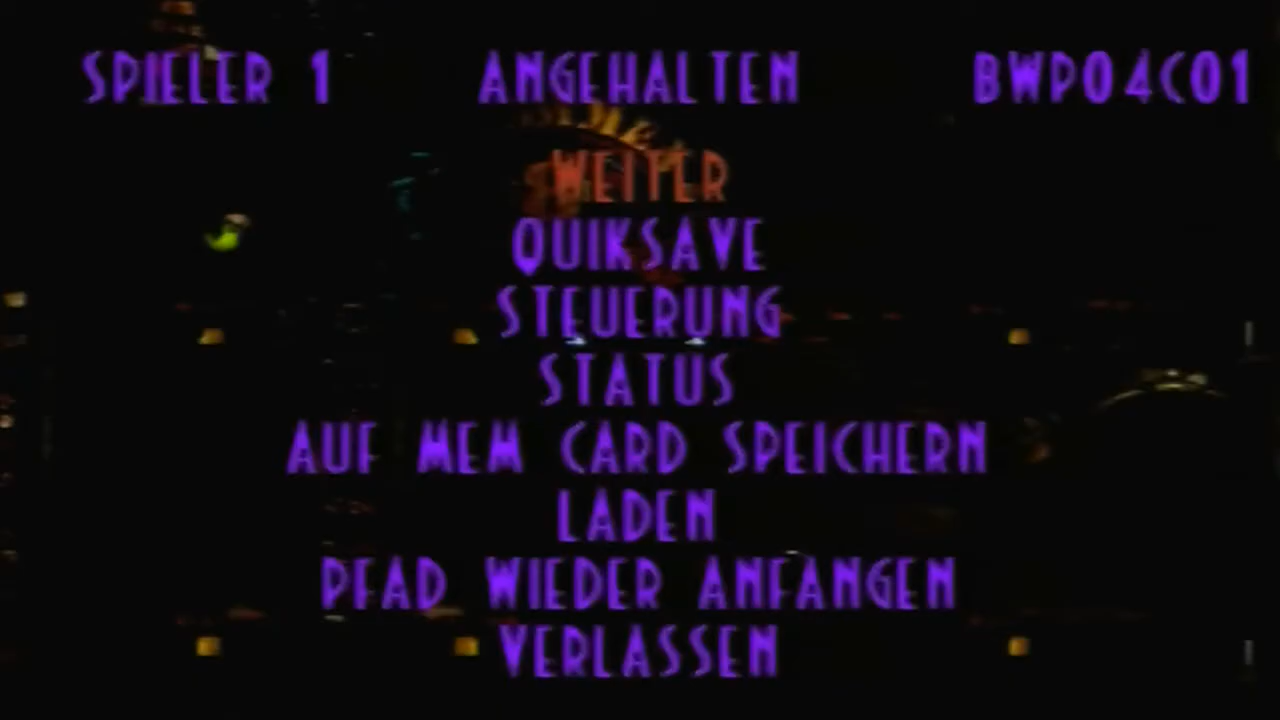 SPIELER 1 ANGEHALTEN BWP04C01
WEITER
QUIKSAVE
STEUERUNG
STATUS
AUF MEM CARD SPEICHERN
LADEN
PFAD WIEDER ANFANGEN
VERLASSEN